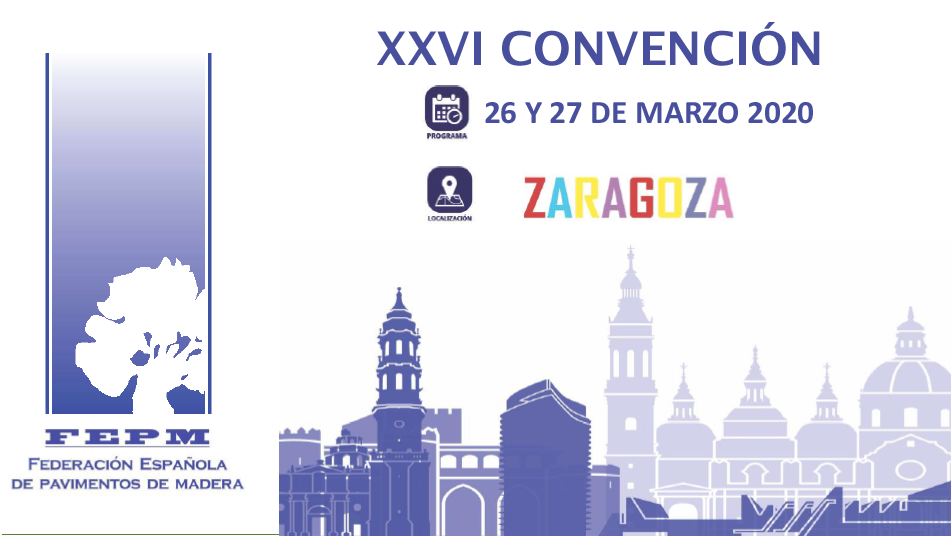 XXVI CONVENCIÓN
PROGRAMA
26 Y 27 DE MARZO 2020
LOCALIZACIÓN
ZARAGOZA
FEPM
FEDERACIÓN ESPAÑOLA
DE PAVIMENTOS DE MADERA